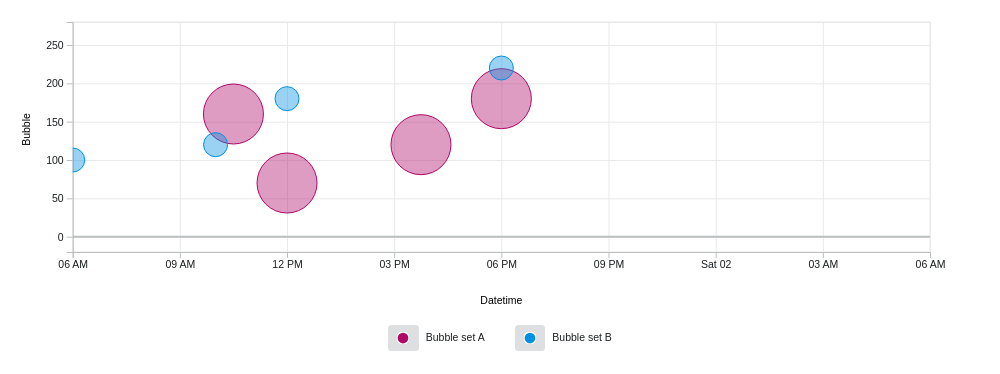 250
200
150
100
50
0
Bubble
06 AM 09 AM 12 PM 03 PM 06 PM 09 PM Sat 02 03 AM 06 AM
Datetime
Bubble set A Bubble set B